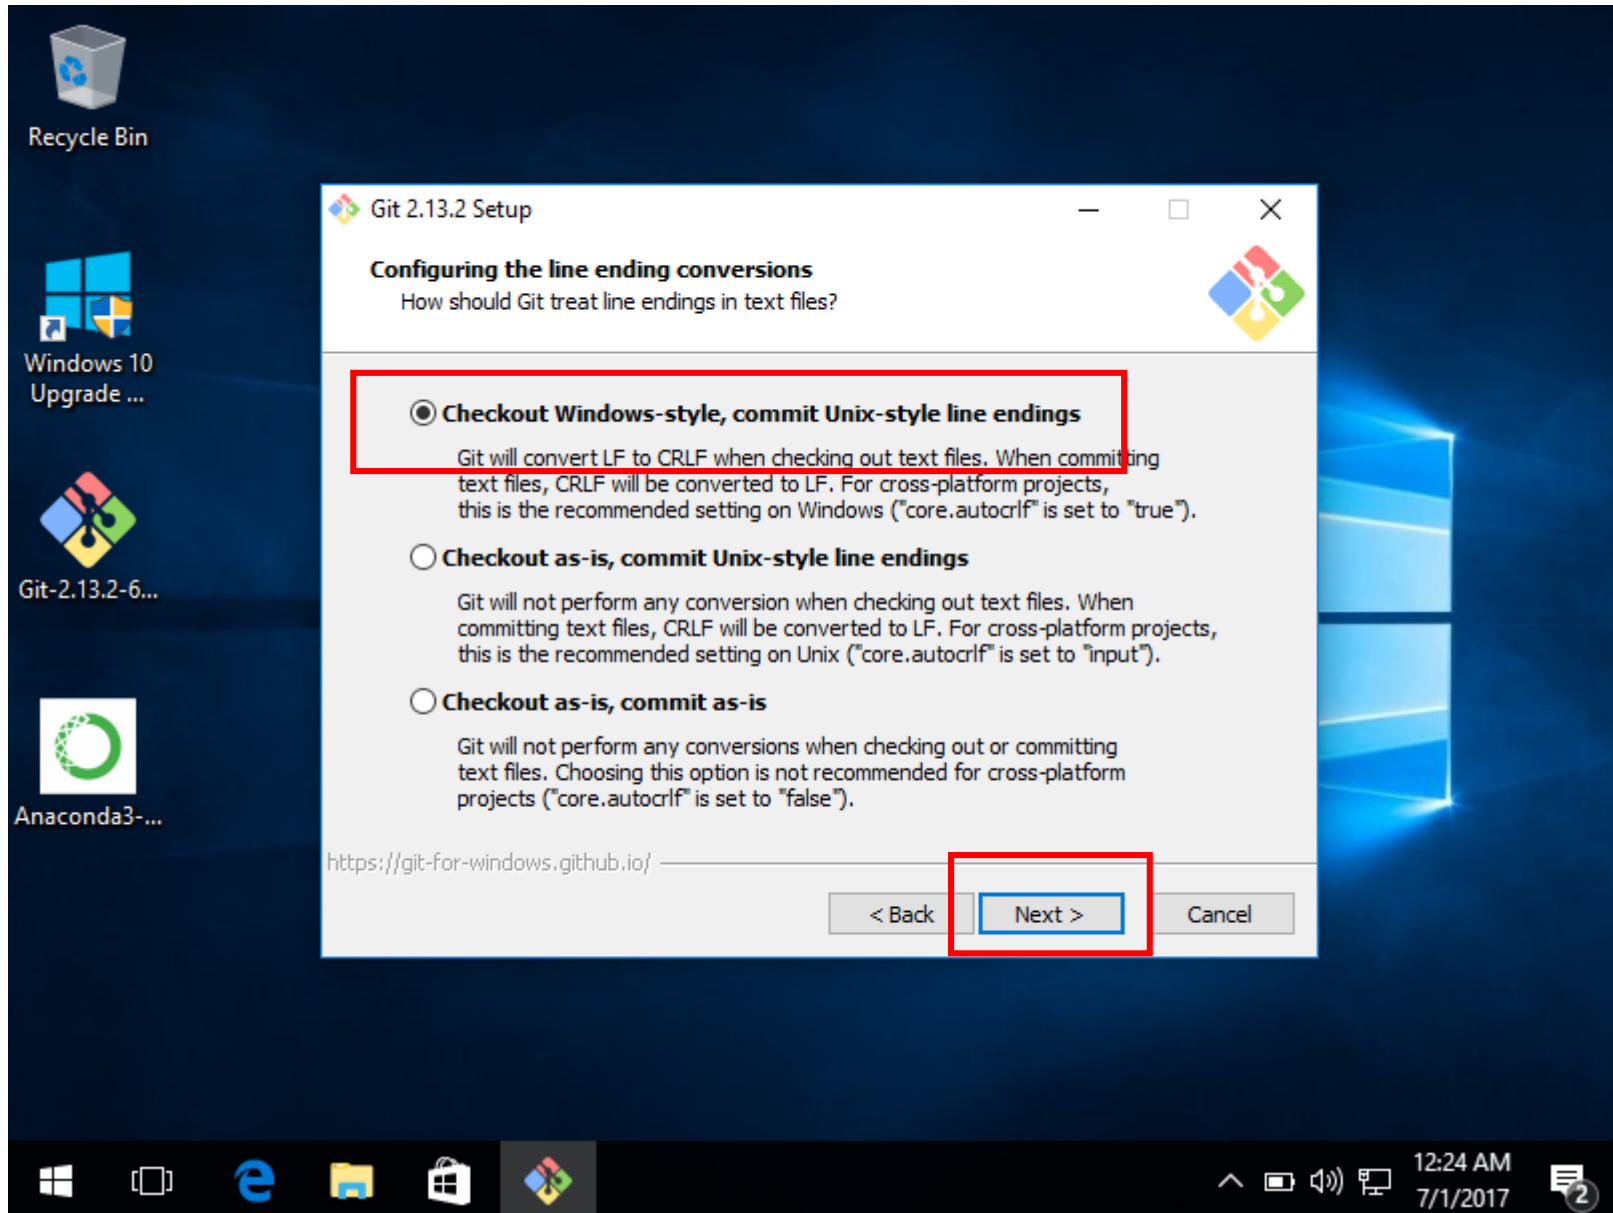 Recycle Bin
Windows 10
Upgrade ...
Git-2.13.2-6...
Anaconda3-...
Git 2.13.2 Setup
Configuring the line ending conversions
How should Git treat line endings in text files?
Checkout Windows-style, commit Unix-style line endings
Git will convert LF to CRLF when checking out text files. When committing
text files, CRLF will be converted to LF. For cross-platform projects,
this is the recommended setting on Windows ("core.autocrlf" is set to "true").
Checkout as-is, commit Unix-style line endings
Git will not perform any conversion when checking out text files. When
committing text files, CRLF will be converted to LF. For cross-platform projects,
this is the recommended setting on Unix ("core.autocrlf" is set to "input").
Checkout as-is, commit as-is
Git will not perform any conversions when checking out or committing
text files. Choosing this option is not recommended for cross-platform
projects ("core.autocrlf" is set to "false").
https://git-for-windows.github.io/
< Back
Next >
Cancel
12:24 AM
7/1/2017
2